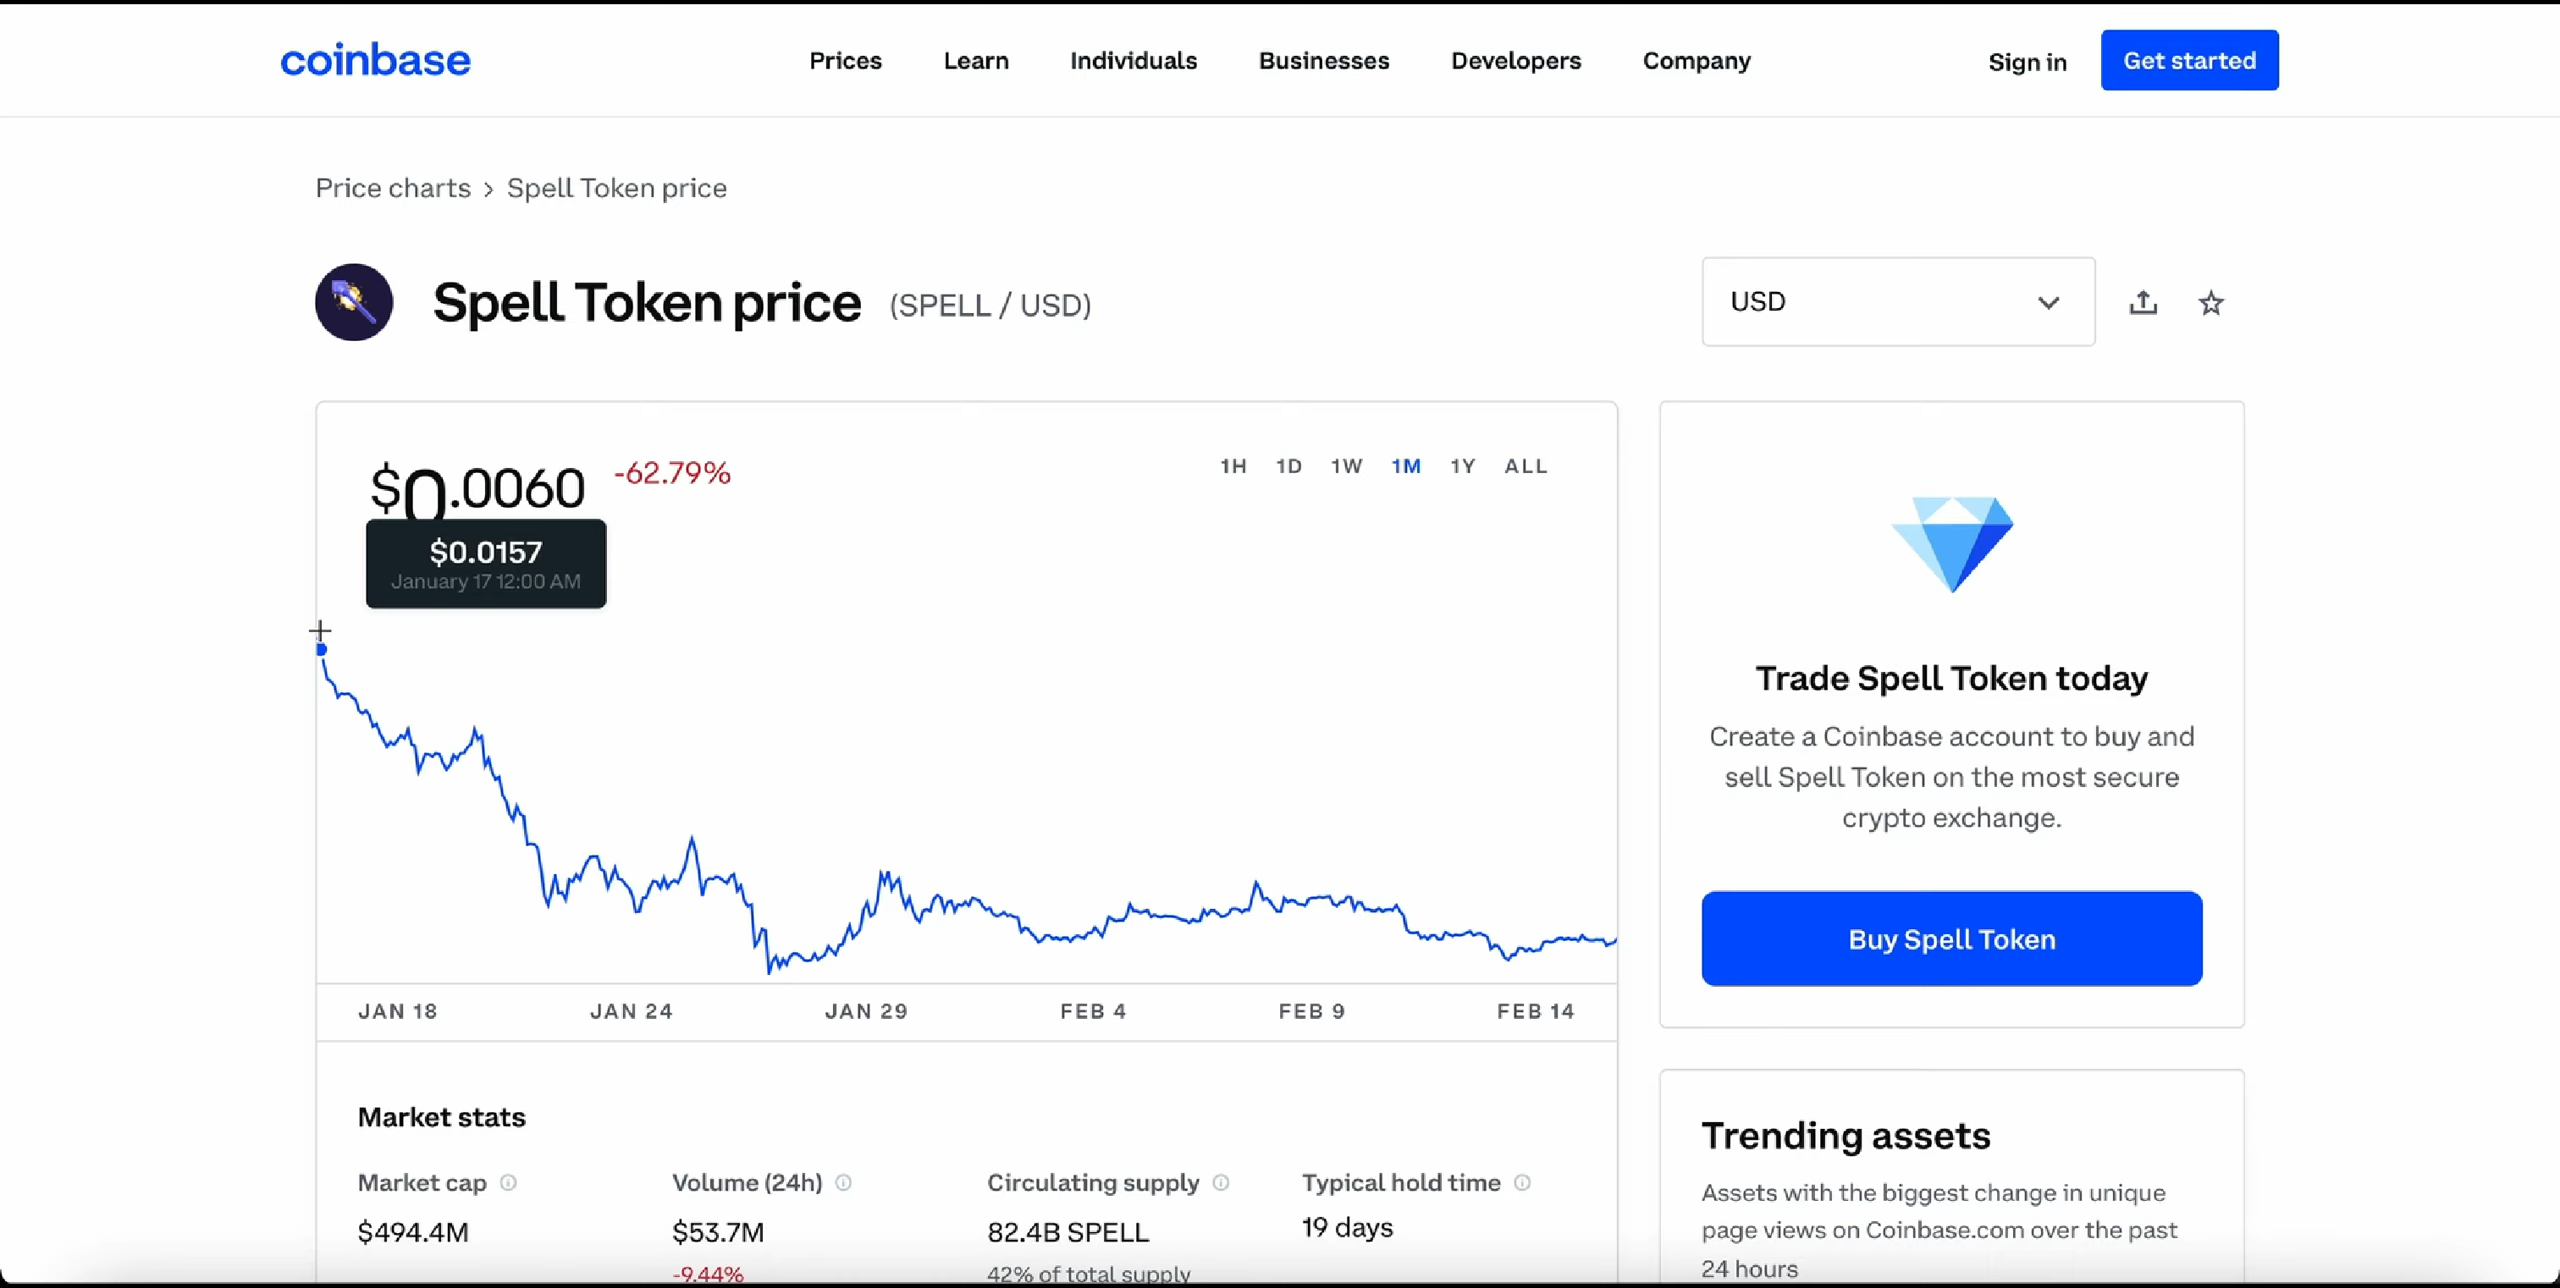 coinbase
Prices Learn Individuals Businesses Developers Company
Sign in Get started
Price charts > Spell Token price
Spell Token price (SPELL / USD)
USD
$0.0060 -62.79%
1H 1D 1W 1M 1Y ALL
$0.0157
January 17 12:00 AM
JAN 18 JAN 24 JAN 29 FEB 4 FEB 9 FEB 14
Market stats
Market cap Volume (24h) Circulating supply Typical hold time
$494.4M $53.7M 82.4B SPELL 19 days
-9.44% 42% of total supply
Trade Spell Token today
Create a Coinbase account to buy and
sell Spell Token on the most secure
crypto exchange.
Buy Spell Token
Trending assets
Assets with the biggest change in unique
page views on Coinbase.com over the past
24 hours